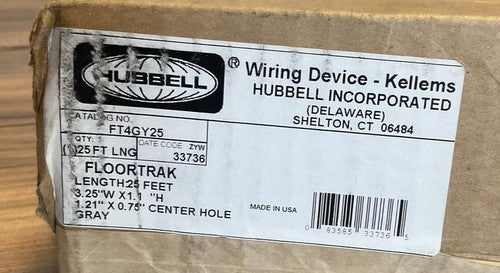 HUBBELL
® Wiring Device - Kellems
HUBBELL INCORPORATED
(DELAWARE)
SHELTON, CT 06484
CATALOG NO.
FT4GY25
QTY. DATE CODE ZYW
(1)25 FT LNG 33736
FLOORTRAK
LENGTH:25 FEET
3.25"W X1.1 "H
1.21" X 0.75" CENTER HOLE
GRAY
MADE IN USA
0 83585 33736 5